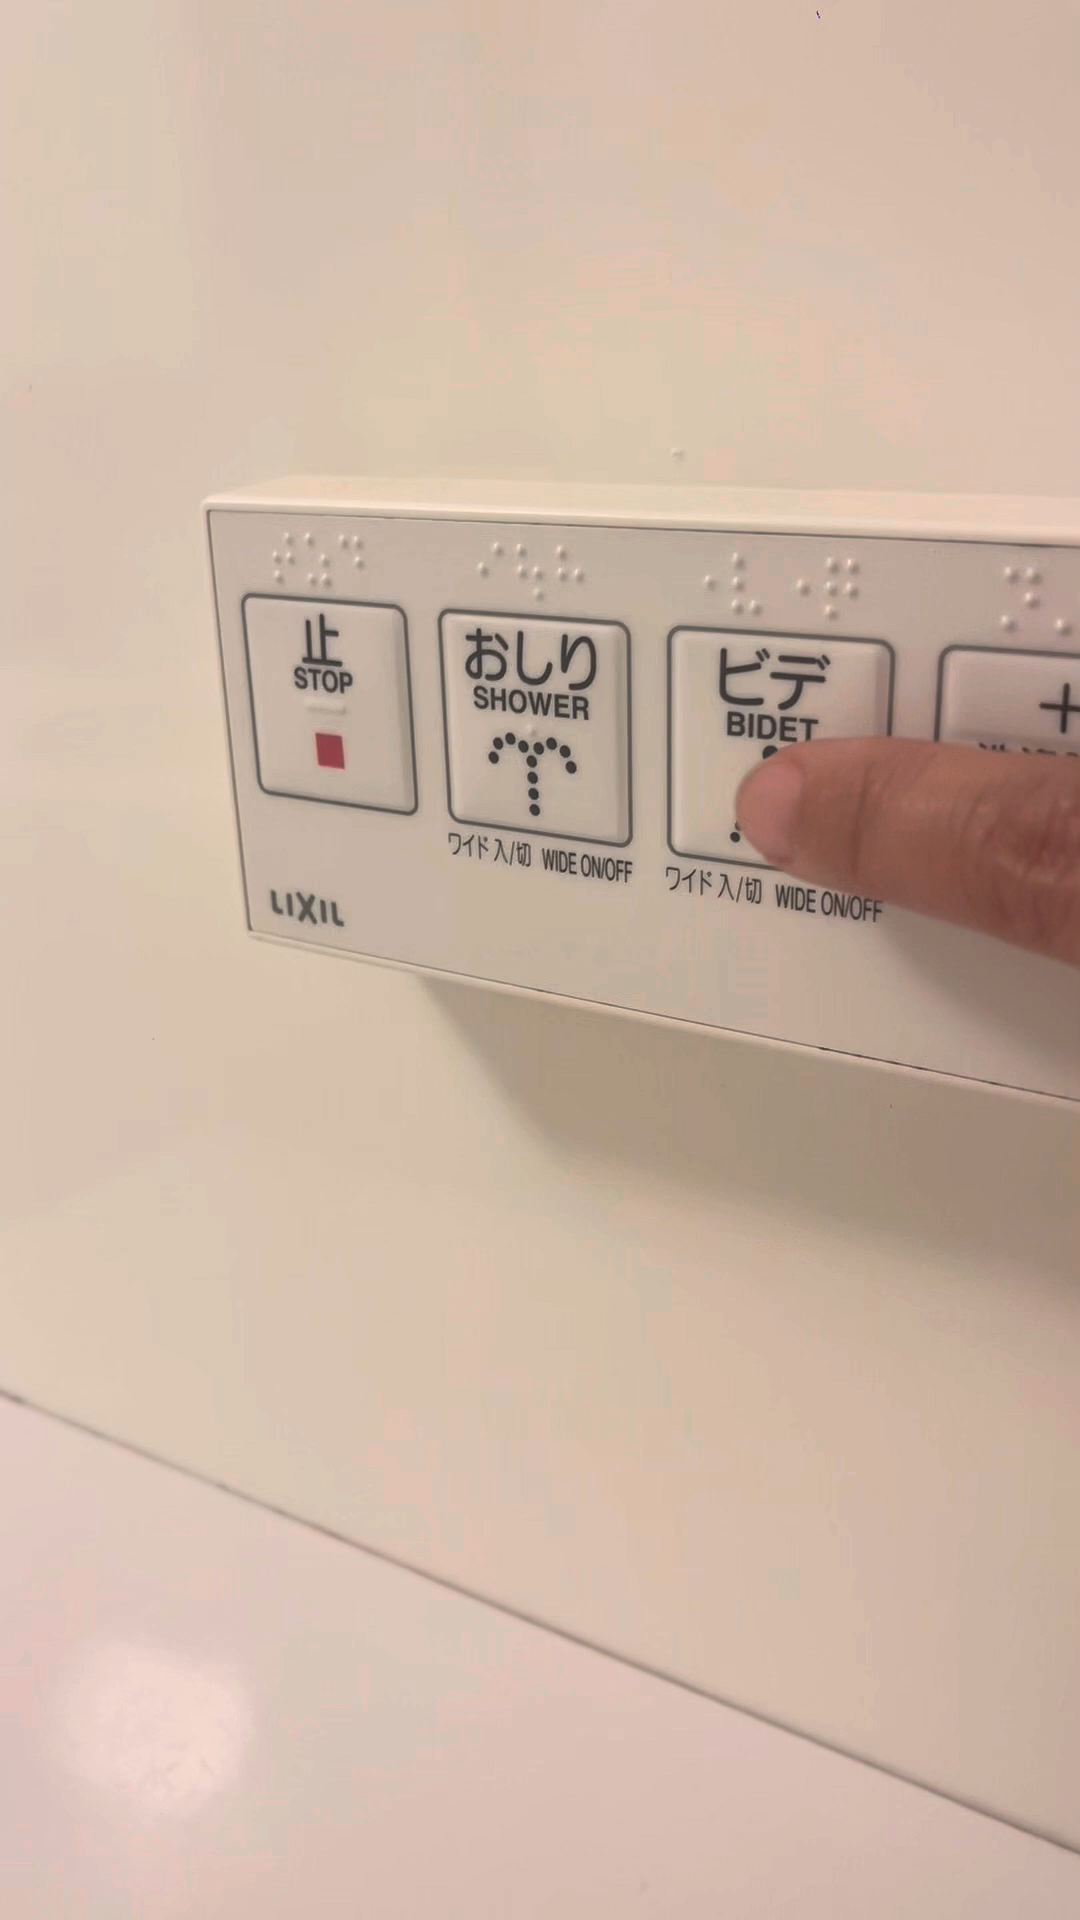 止
STOP
おしり
SHOWER
ワイド 入/切 WIDE ON/OFF
ビデ
BIDET
ワイド 入/切 WIDE ON/OFF
+
LIXIL